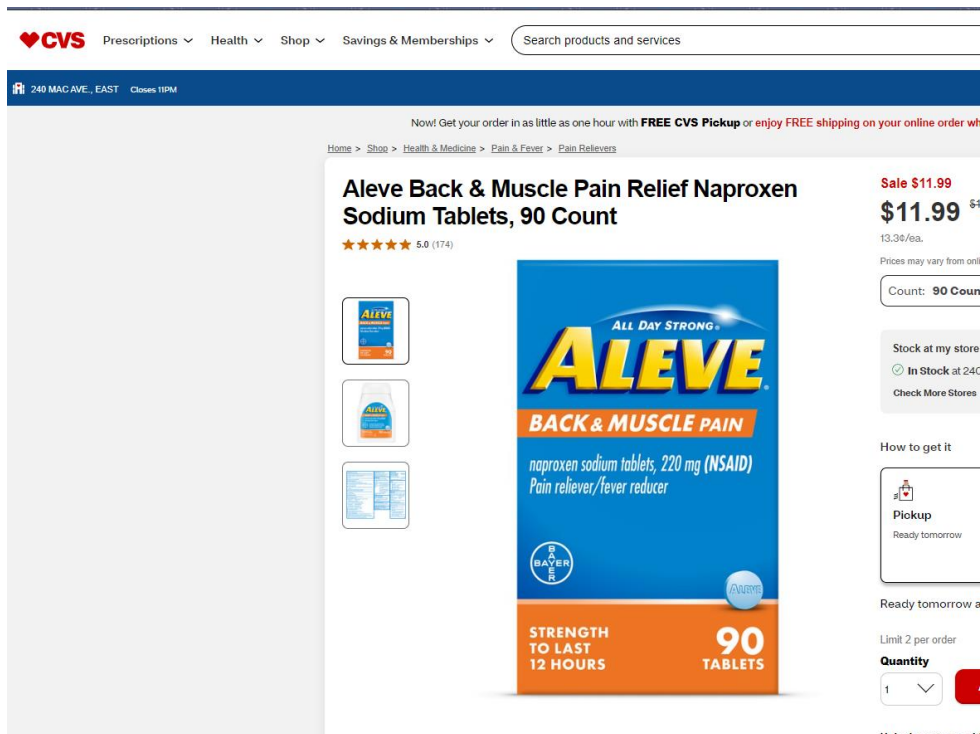 CVS Prescriptions Health Shop Savings & Memberships Search products and services
240 MAC AVE., EAST Closes 11PM
Now! Get your order in as little as one hour with FREE CVS Pickup or enjoy FREE shipping on your online order wh
Home > Shop > Health & Medicine > Pain & Fever > Pain Relievers
Aleve Back & Muscle Pain Relief Naproxen
Sodium Tablets, 90 Count
5.0 (174)
ALL DAY STRONG®
ALEVE®
BACK & MUSCLE PAIN
naproxen sodium tablets, 220 mg (NSAID)
Pain reliever/fever reducer
BAYER
BAYER
ALEVE
STRENGTH
TO LAST
12 HOURS
90
TABLETS
ALEVE
ALEVE
Sale $11.99
$11.99 $1
13.3¢/ea.
Prices may vary from onli
Count: 90 Coun
Stock at my store
In Stock at 240
Check More Stores
How to get it
Pickup
Ready tomorrow
Ready tomorrow a
Limit 2 per order
Quantity
1